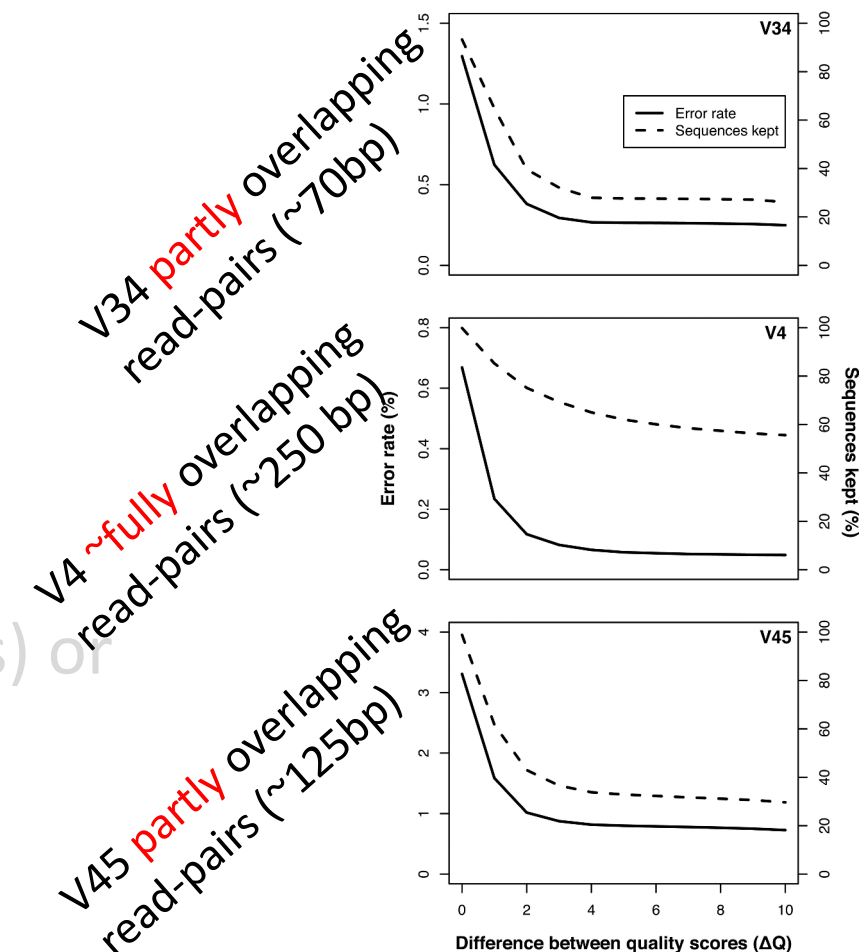 V34 partly overlapping
read-pairs (~70bp)
V4 ~fully overlapping
read-pairs (~250 bp)
s) or
V45 partly overlapping
read-pairs (~125bp)
V34
Error rate
Sequences kept
1.5
1.0
0.5
0.0
100
80
60
40
20
0
V4
0.8
0.6
0.4
0.2
0.0
100
80
60
40
20
0
Error rate (%)
Sequences kept (%)
V45
4
3
2
1
0
100
80
60
40
20
0
0 2 4 6 8 10
Difference between quality scores (ΔQ)